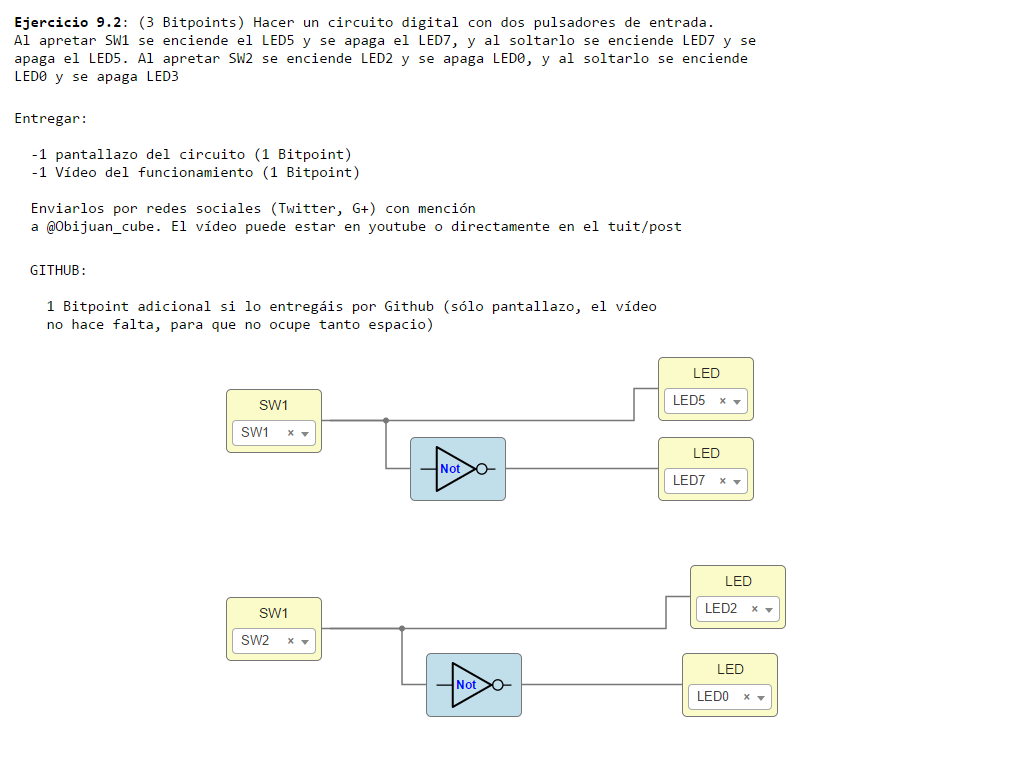 Ejercicio 9.2: (3 Bitpoints) Hacer un circuito digital con dos pulsadores de entrada.
Al apretar SW1 se enciende el LED5 y se apaga el LED7, y al soltarlo se enciende LED7 y se
apaga el LED5. Al apretar SW2 se enciende LED2 y se apaga LED0, y al soltarlo se enciende
LED0 y se apaga LED3
Entregar:
-1 pantallazo del circuito (1 Bitpoint)
-1 Vídeo del funcionamiento (1 Bitpoint)
Enviarlos por redes sociales (Twitter, G+) con mención
a @Obijuan_cube. El vídeo puede estar en youtube o directamente en el tuit/post
GITHUB:
1 Bitpoint adicional si lo entregáis por Github (sólo pantallazo, el vídeo
no hace falta, para que no ocupe tanto espacio)
LED
LED5 ×
SW1
SW1 ×
Not
LED
LED7 ×
LED
LED2 ×
SW1
SW2 ×
Not
LED
LED0 ×